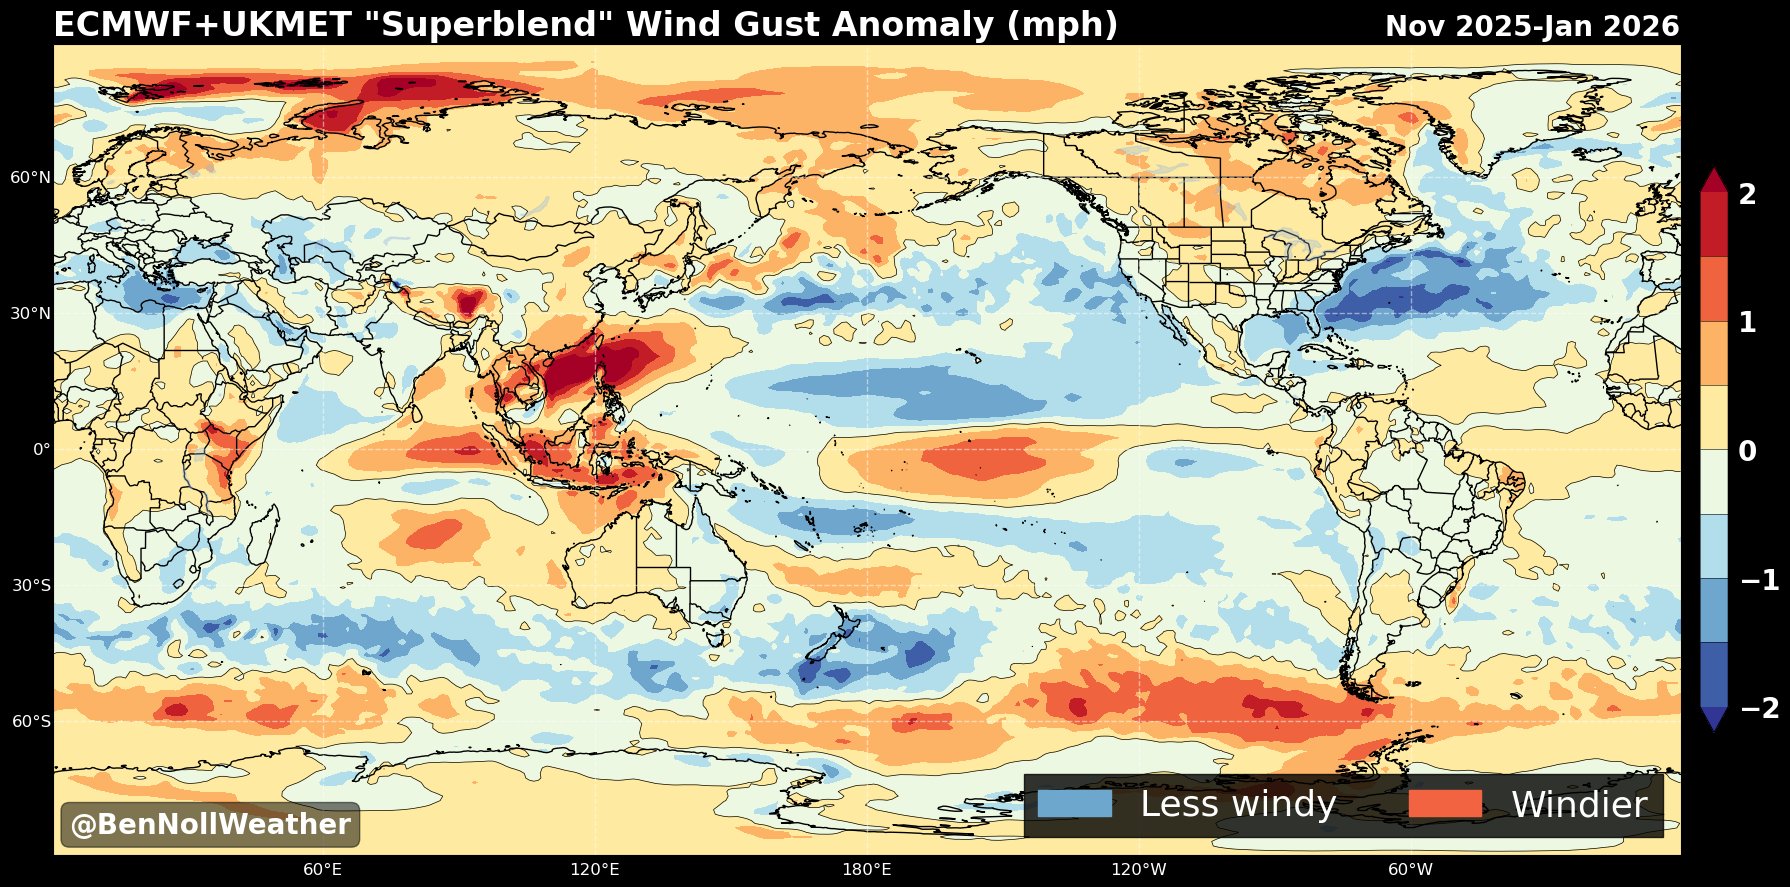 ECMWF+UKMET "Superblend" Wind Gust Anomaly (mph)
Nov 2025-Jan 2026
60°N
30°N
0°
30°S
60°S
2
1
0
−1
−2
Less windy
Windier
@BenNollWeather
60°E
120°E
180°E
120°W
60°W